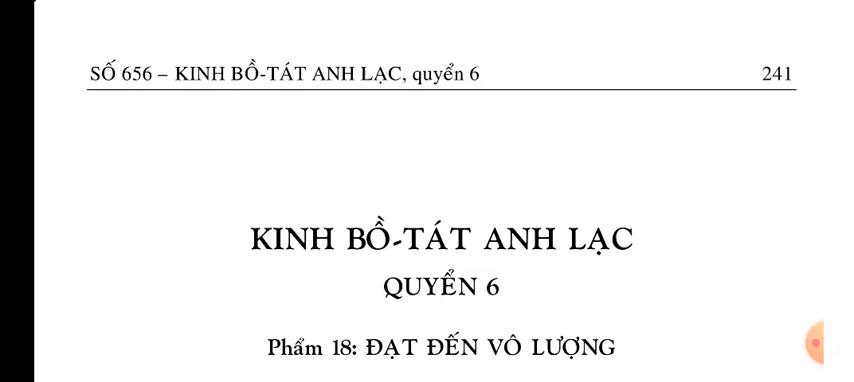 SỐ 656 – KINH BỒ-TÁT ANH LẠC, quyển 6 241
KINH BỒ-TÁT ANH LẠC
QUYỂN 6
Phẩm 18: ĐẠT ĐẾN VÔ LƯỢNG